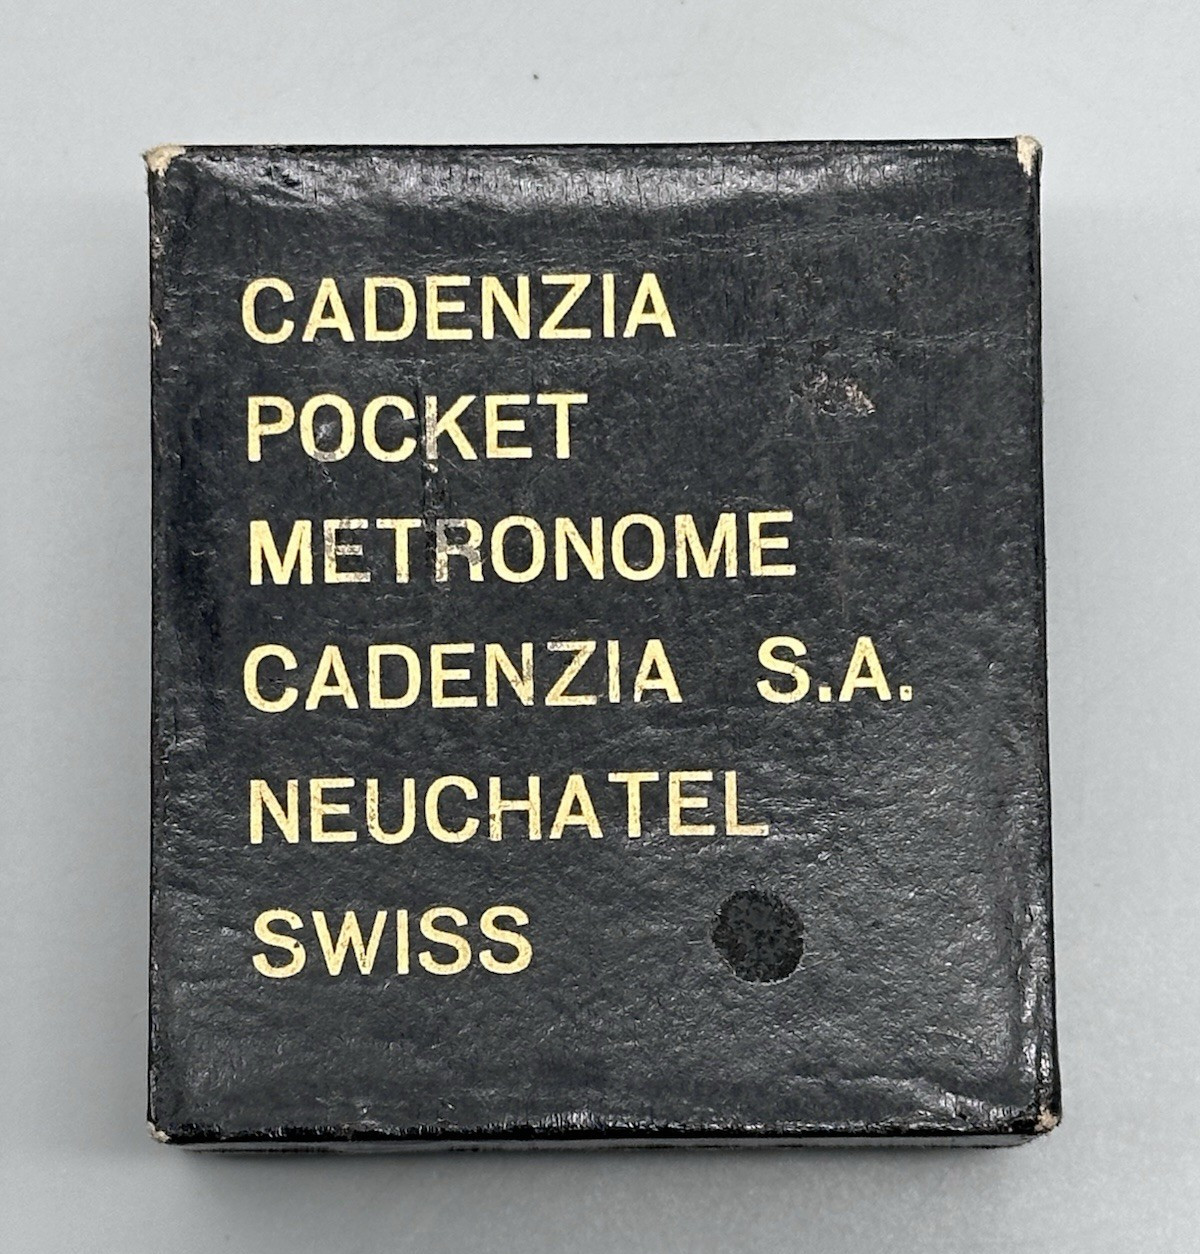 CADENZIA
POCKET
METRONOME
CADENZIA S.A.
NEUCHATEL
SWISS